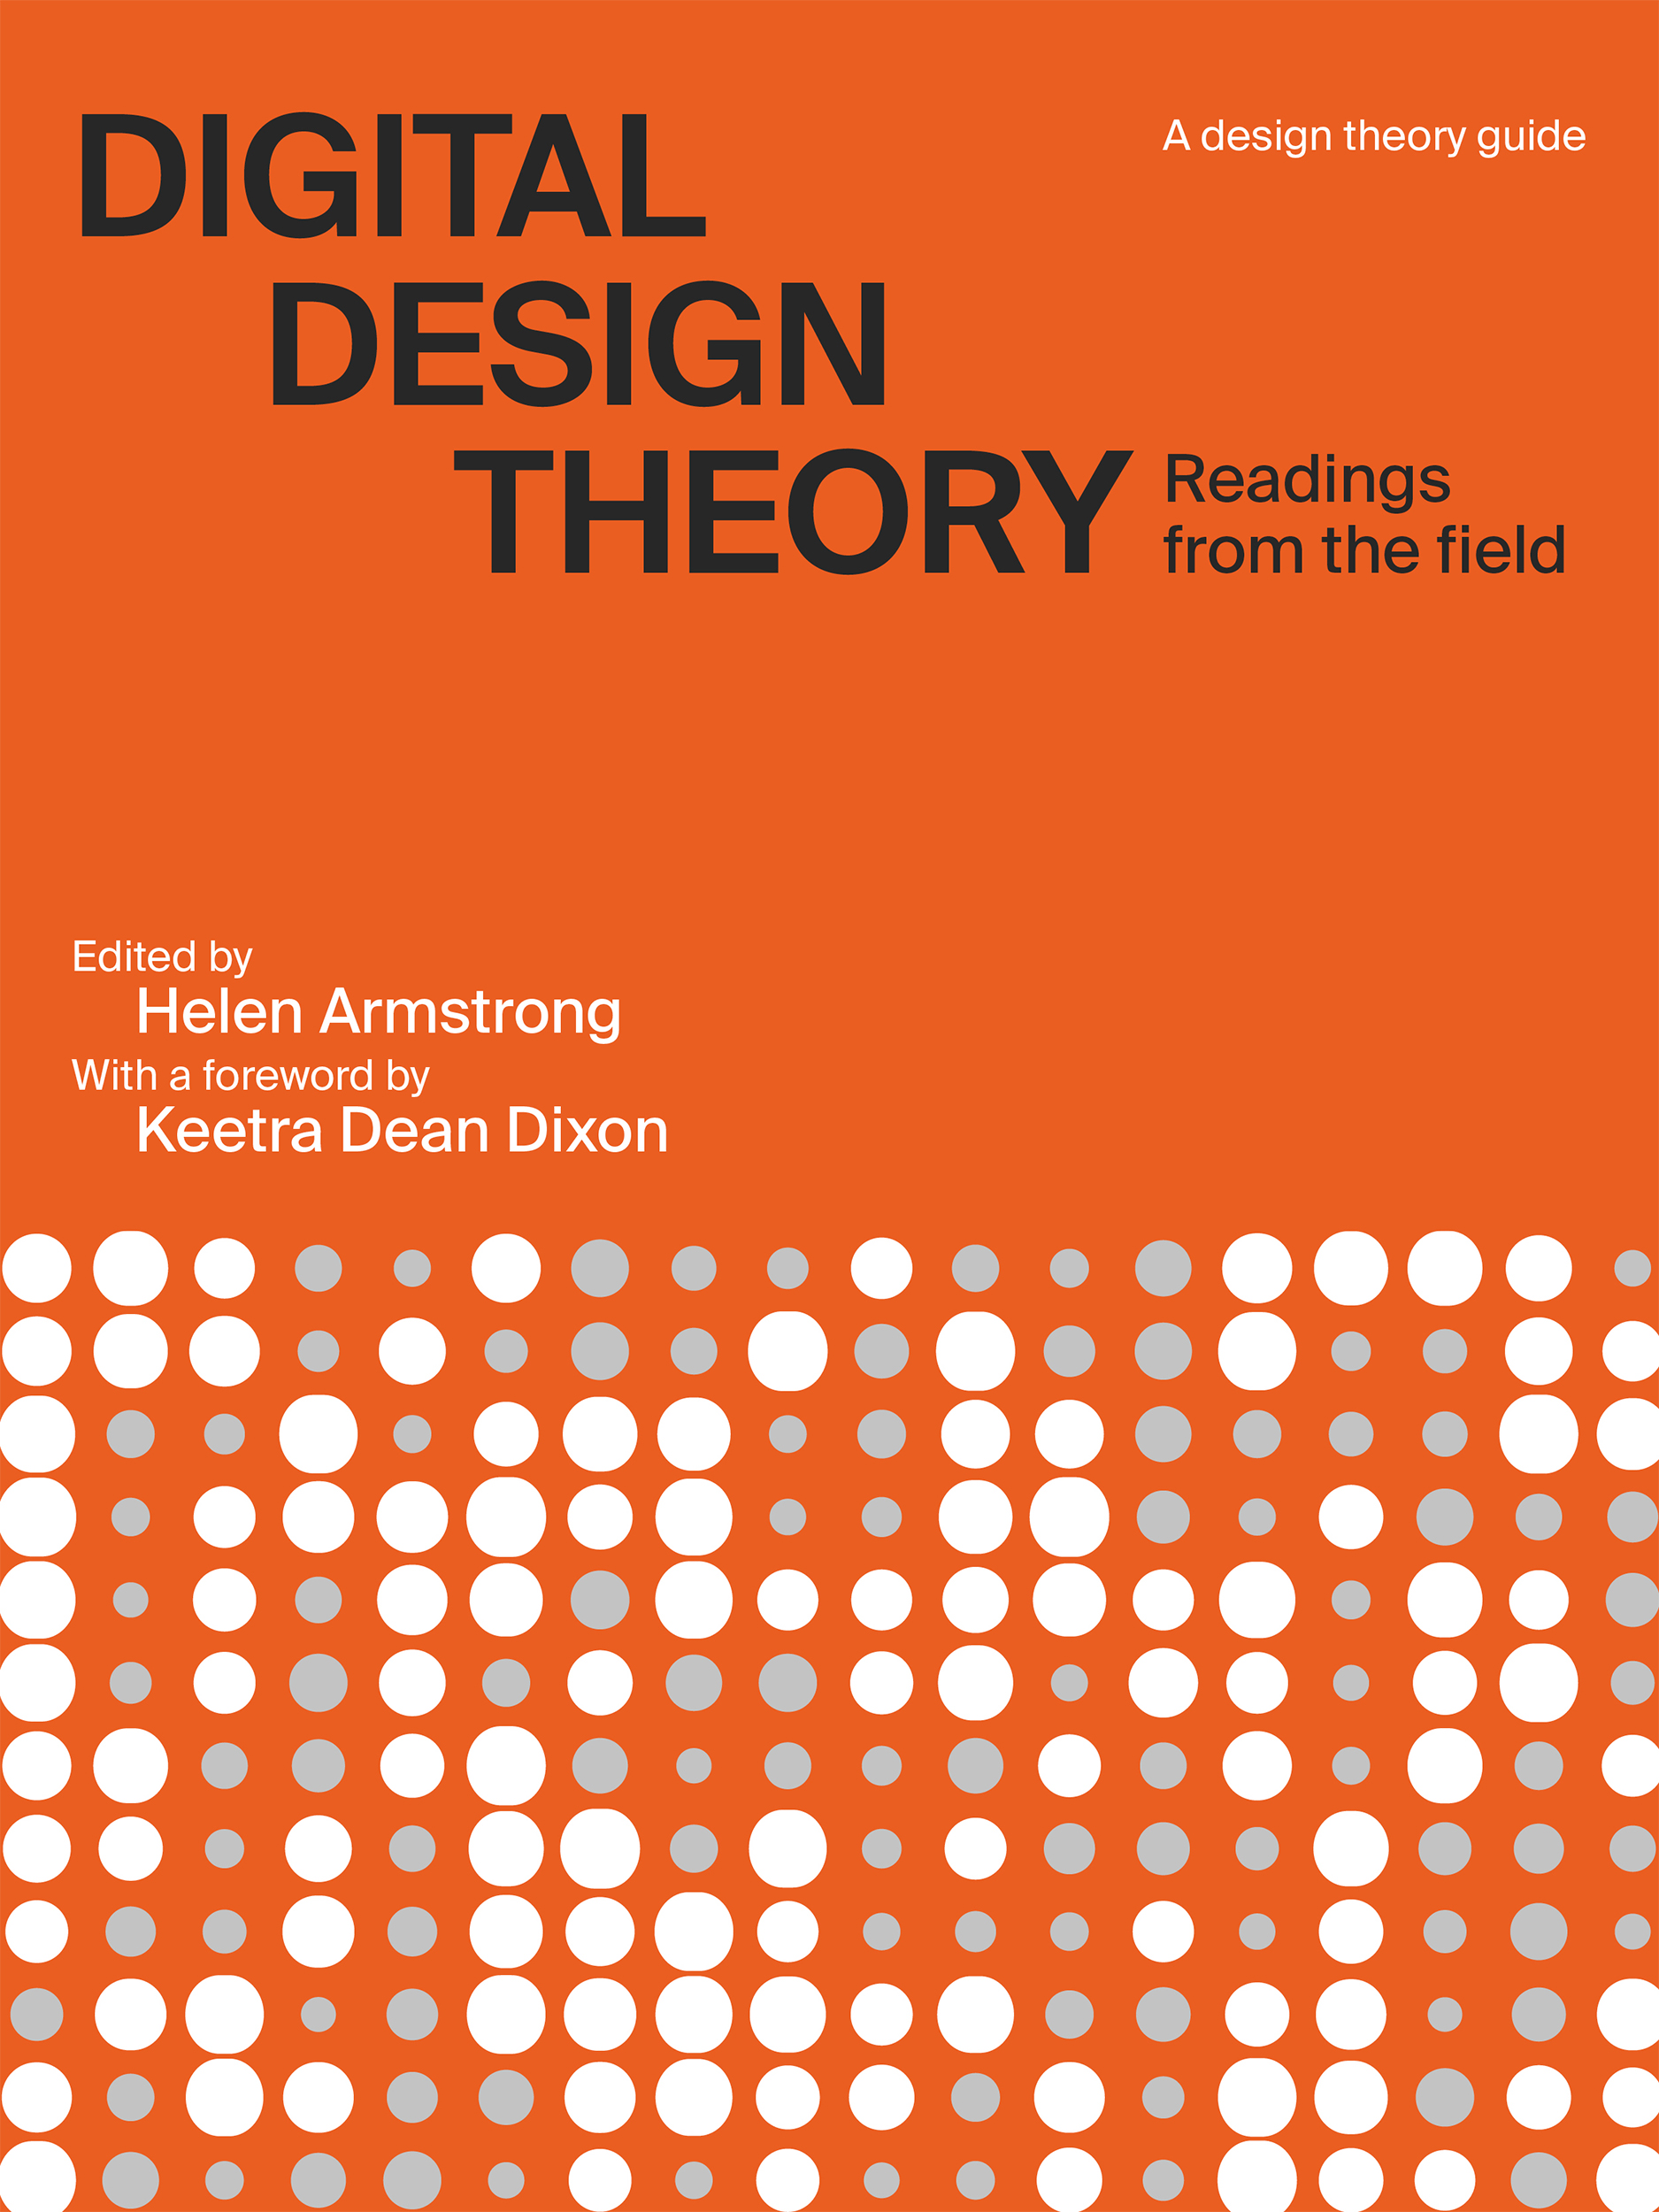 DIGITAL
A design theory guide
DESIGN
THEORY
Readings
from the field
Edited by
Helen Armstrong
With a foreword by
Keetra Dean Dixon